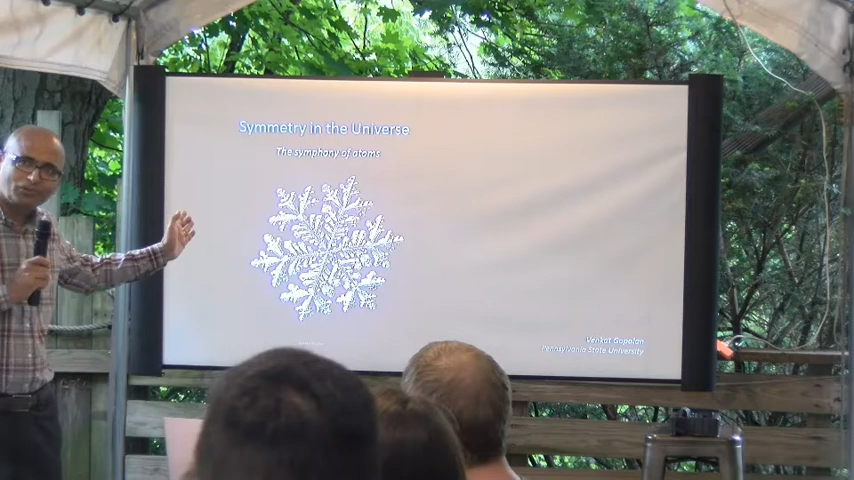 Symmetry in the Universe
The symphony of atoms
Venkat Gopalan
Pennsylvania State University